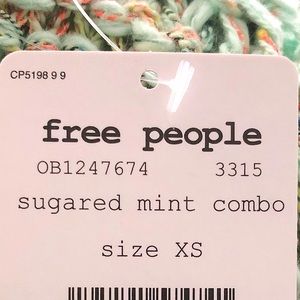 CP5198 9 9
free people
OB1247674 3315
sugared mint combo
size XS